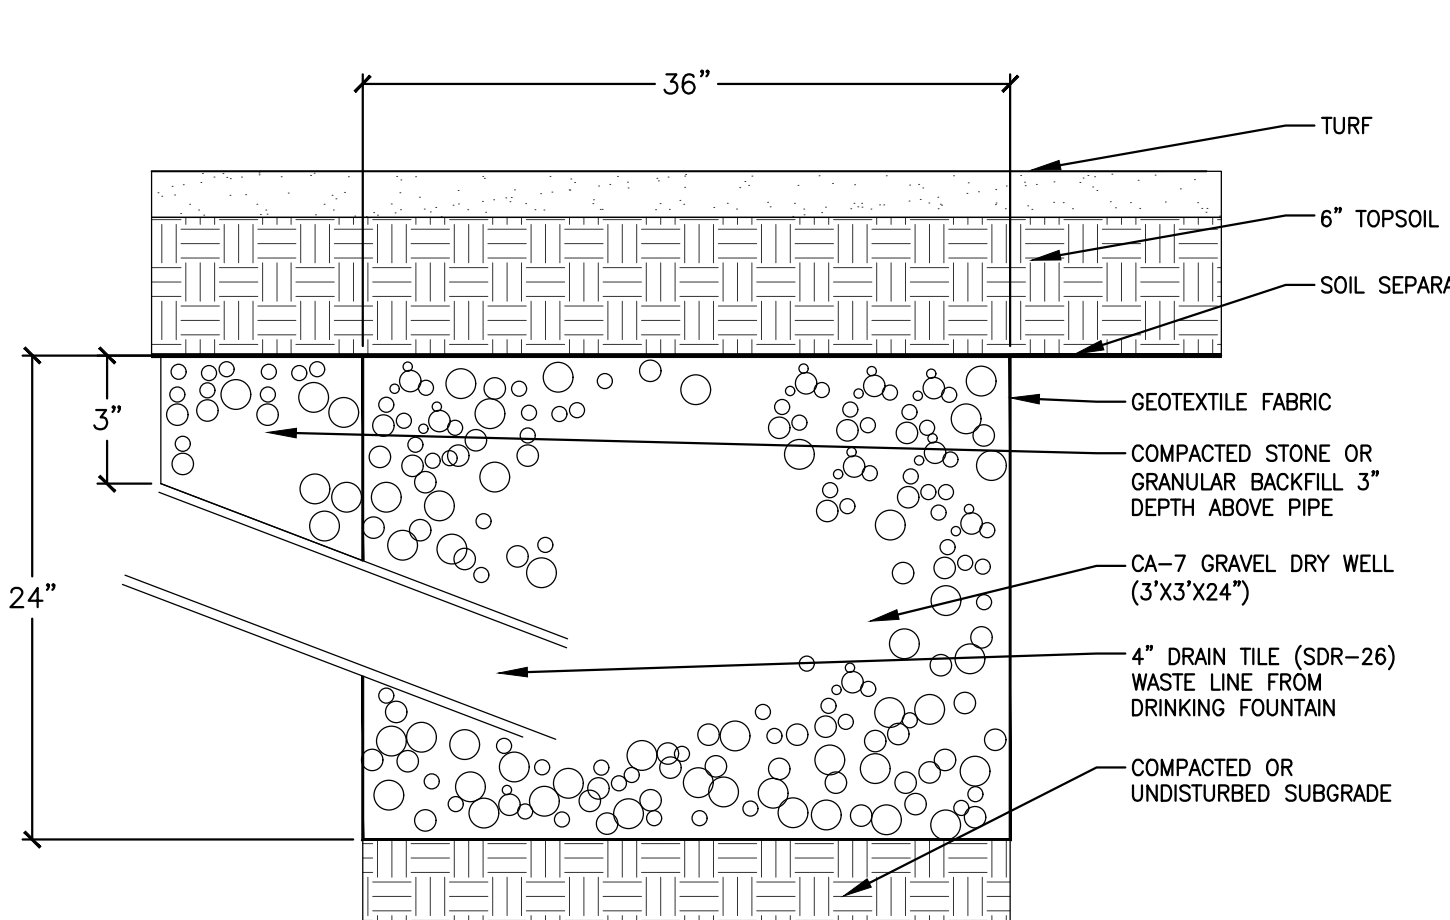 36”
TURF
6” TOPSOIL
SOIL SEPARA
3”
GEOTEXTILE FABRIC
COMPACTED STONE OR
GRANULAR BACKFILL 3”
DEPTH ABOVE PIPE
24”
CA–7 GRAVEL DRY WELL
(3’X3’X24”)
4” DRAIN TILE (SDR–26)
WASTE LINE FROM
DRINKING FOUNTAIN
COMPACTED OR
UNDISTURBED SUBGRADE